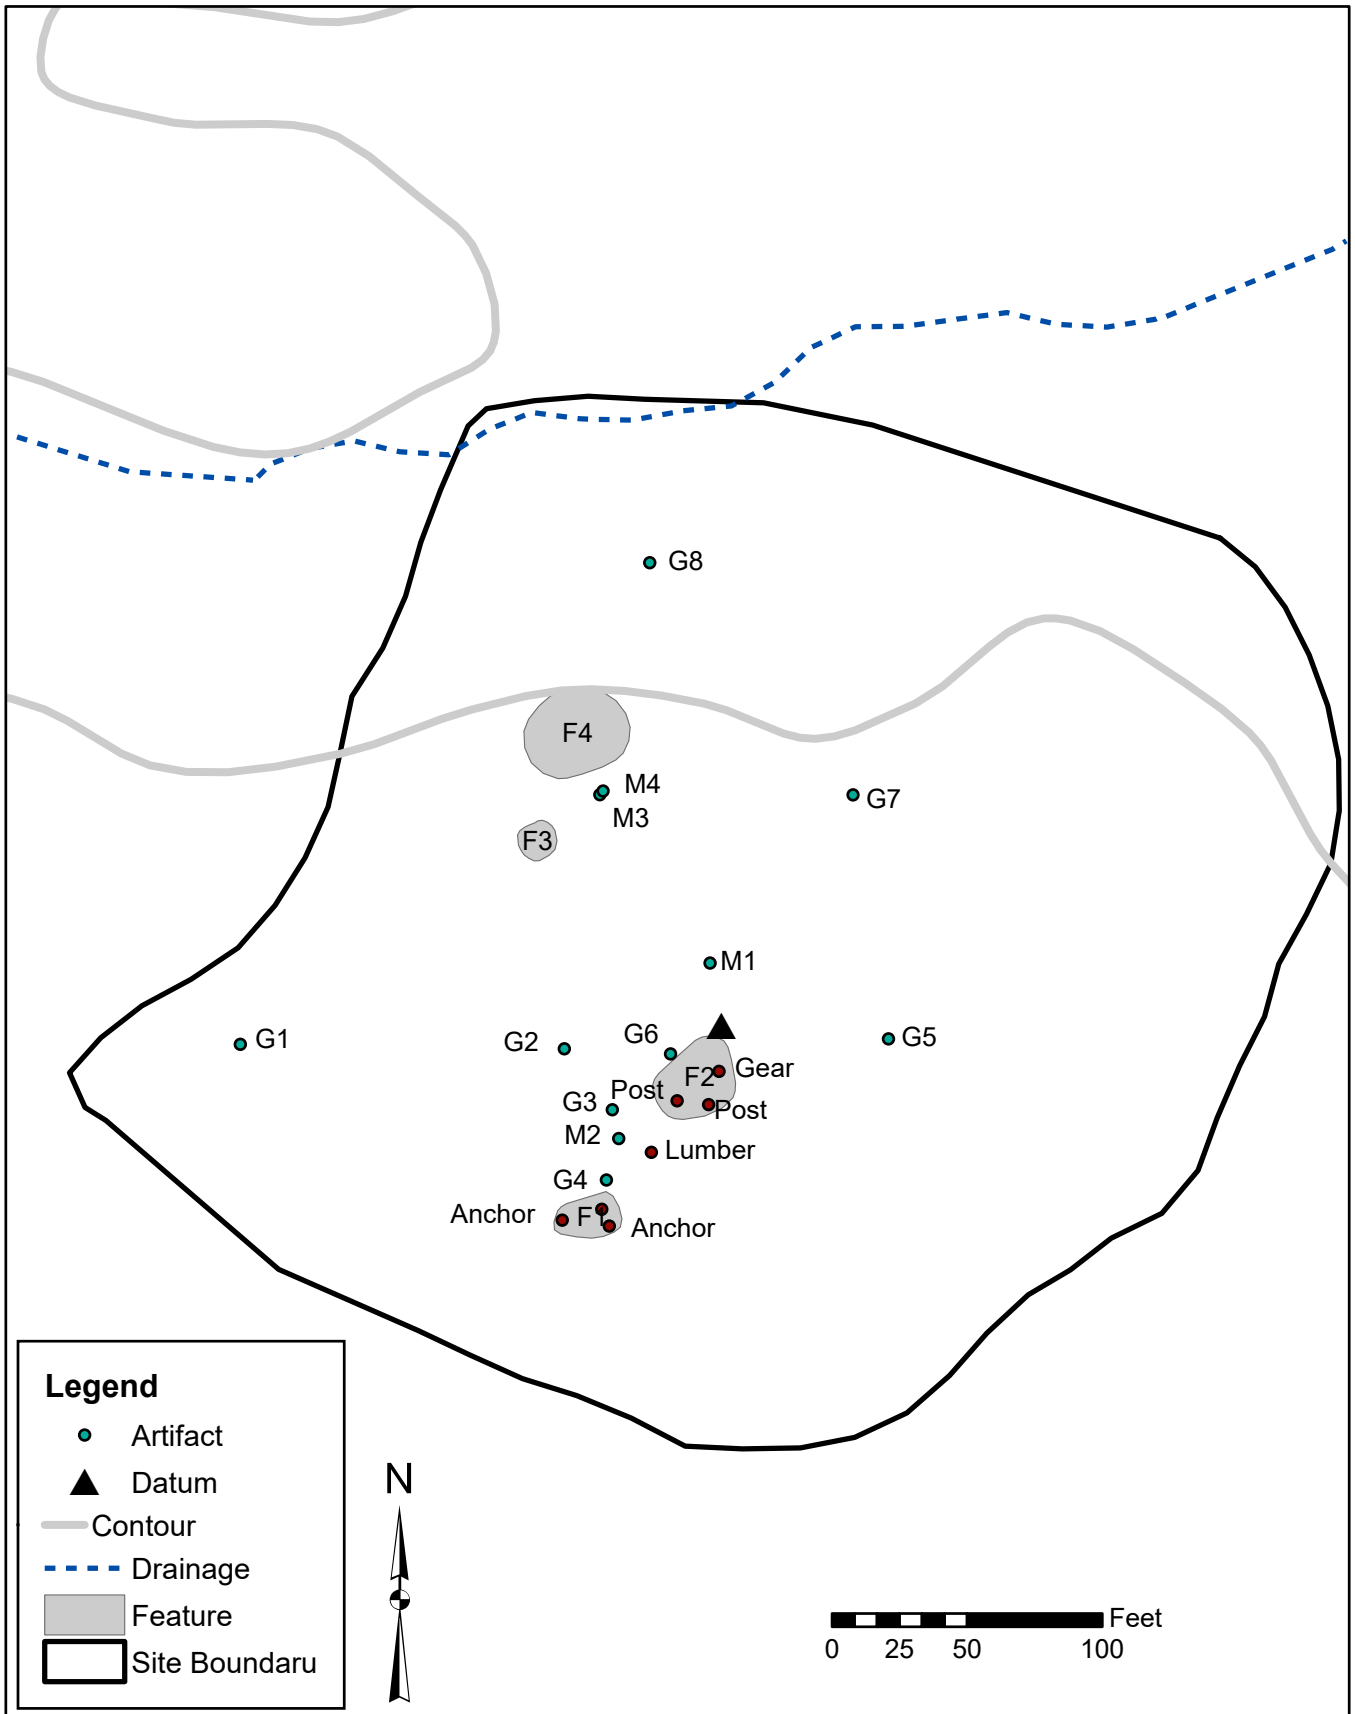 G8
F4
M4
M3
G7
F3
M1
G1
G2
G6
G5
F2
Gear
Post
Post
G3
M2
Lumber
G4
Anchor
F1
Anchor
Legend
Artifact
Datum
Contour
Drainage
Feature
Site Boundaru
N
Feet
0 25 50 100